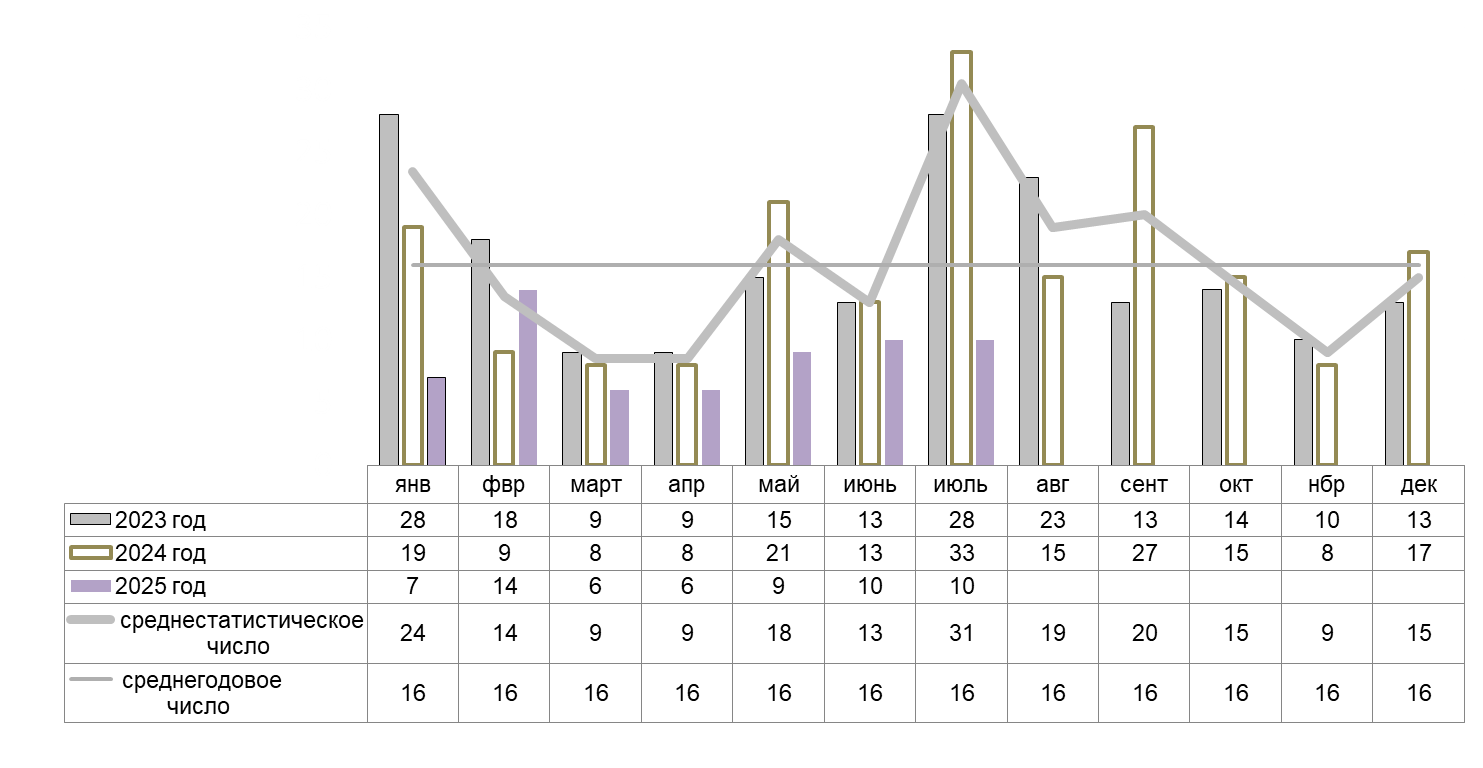 янв фвр март апр май июнь июль авг сент окт нбр дек
2023 год 28 18 9 9 15 13 28 23 13 14 10 13
2024 год 19 9 8 8 21 13 33 15 27 15 8 17
2025 год 7 14 6 6 9 10 10
среднестатистическое
число 24 14 9 9 18 13 31 19 20 15 9 15
среднегодовое
число 16 16 16 16 16 16 16 16 16 16 16 16